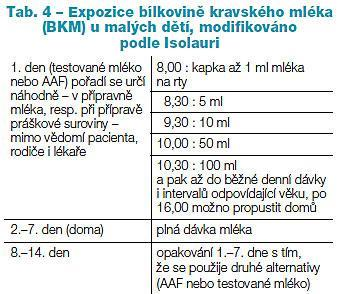 Tab. 4 – Expozice bílkovině kravského mléka
(BKM) u malých dětí, modifikováno
podle Isolauri
1. den (testované mléko
nebo AAF) pořadí se určí
náhodně – v přípravně
mléka, resp. při přípravě
práškové suroviny –
mimo vědomí pacienta,
rodiče i lékaře
8,00 : kapka až 1 ml mléka
na rty
8,30 : 5 ml
9,30 : 10 ml
10,00 : 50 ml
10,30 : 100 ml
a pak až do běžné denní dávky
i intervalů odpovídající věku, po
16,00 možno propustit domů
2.–7. den (doma)
plná dávka mléka
8.–14. den
opakování 1.–7. dne s tím,
že se použije druhé alternativy
(AAF nebo testované mléko)